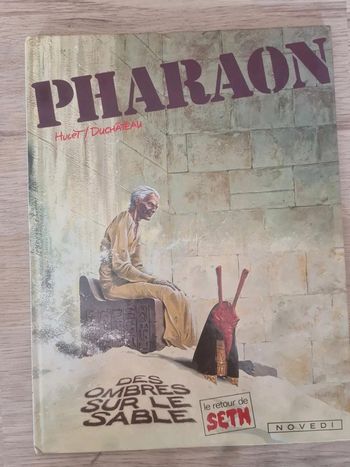 PHARAON
HULET / DUCHÂTEAU
DES
OMBRES
SUR LE
SABLE
le retour de
SETH
NOVEDI